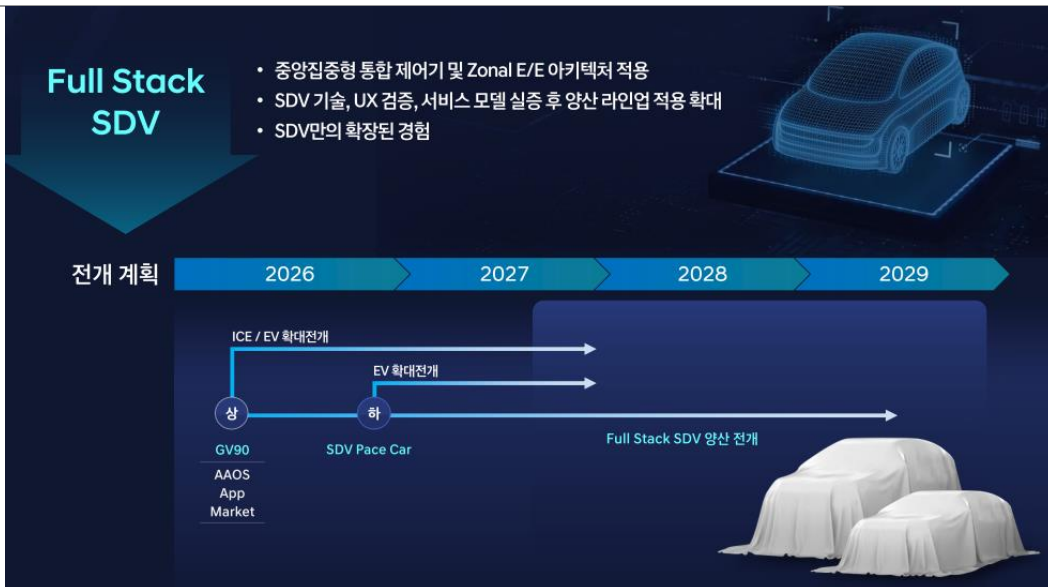 Full Stack
SDV
• 중앙집중형 통합 제어기 및 Zonal E/E 아키텍처 적용
• SDV 기술, UX 검증, 서비스 모델 실증 후 양산 라인업 적용 확대
• SDV만의 확장된 경험
전개 계획
2026
2027
2028
2029
ICE / EV 확대전개
EV 확대전개
상
하
GV90
SDV Pace Car
Full Stack SDV 양산 전개
AAOS
App
Market